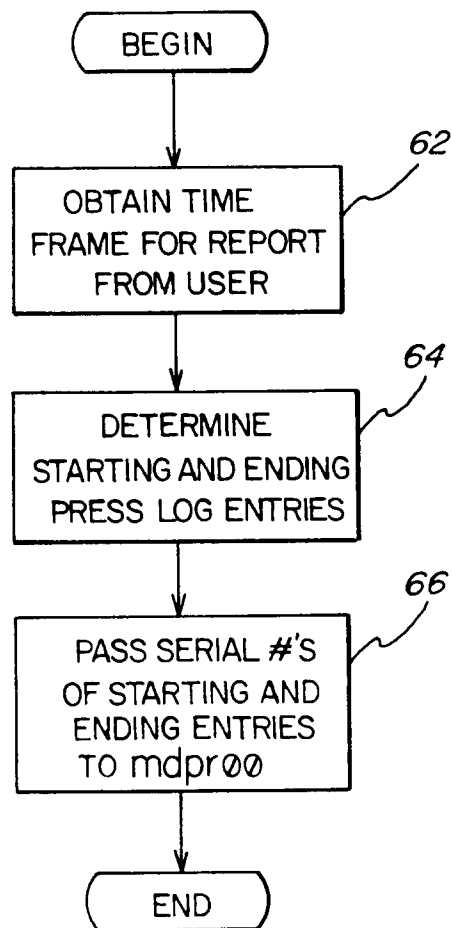 BEGIN
62
OBTAIN TIME
FRAME FOR REPORT
FROM USER
64
DETERMINE
STARTING AND ENDING
PRESS LOG ENTRIES
66
PASS SERIAL #'S
OF STARTING AND
ENDING ENTRIES
TO mdpr00
END